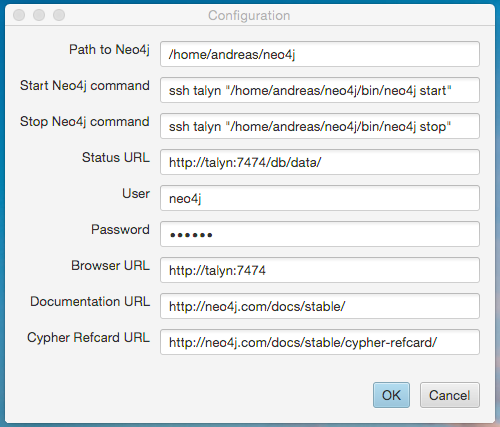 Configuration
Path to Neo4j /home/andreas/neo4j
Start Neo4j command ssh talyn "/home/andreas/neo4j/bin/neo4j start"
Stop Neo4j command ssh talyn "/home/andreas/neo4j/bin/neo4j stop"
Status URL http://talyn:7474/db/data/
User neo4j
Password ••••••
Browser URL http://talyn:7474
Documentation URL http://neo4j.com/docs/stable/
Cypher Refcard URL http://neo4j.com/docs/stable/cypher-refcard/
OK Cancel